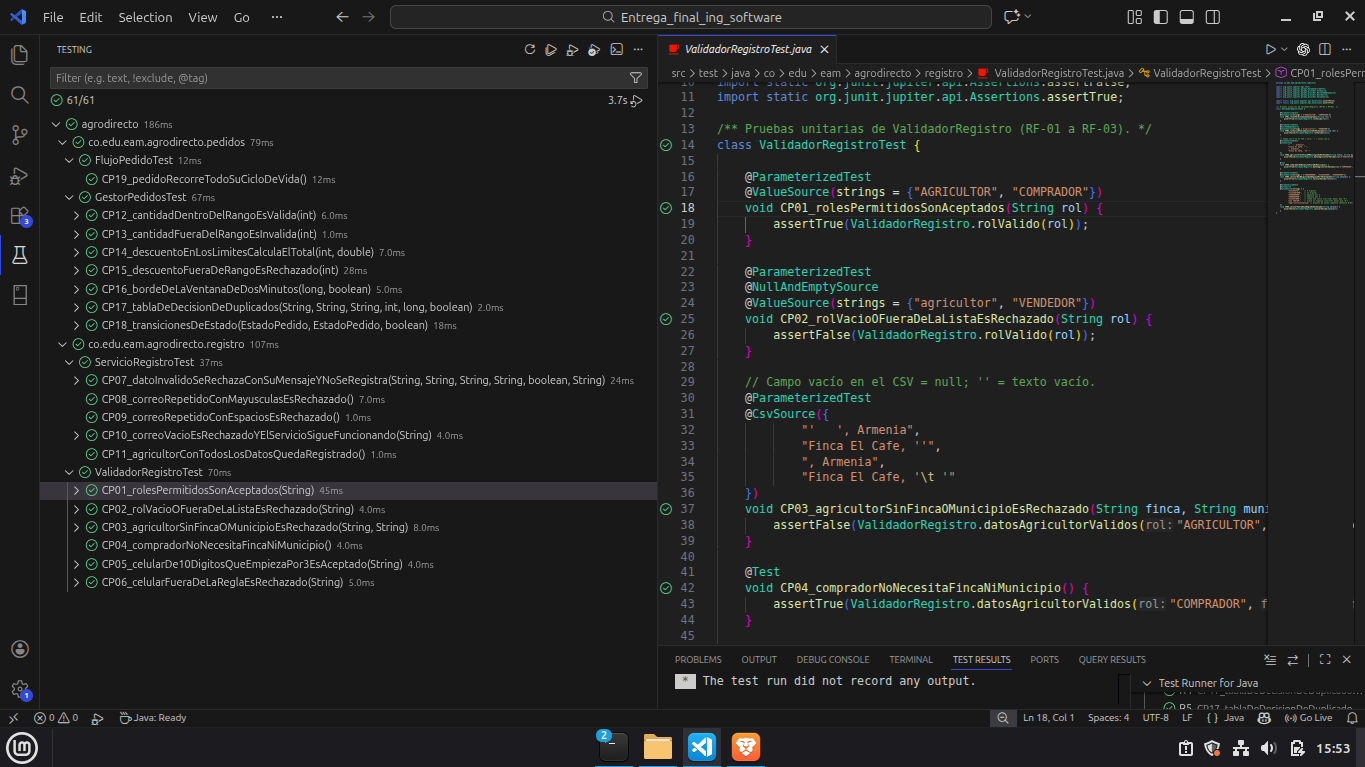 File Edit Selection View Go ··· Entrega_final_ing_software
TESTING
Filter (e.g. text, !exclude, @tag)
61/61 3.7s
agrodirecto 186ms
co.edu.eam.agrodirecto.pedidos 79ms
FlujoPedidoTest 12ms
CP19_pedidoRecorreTodoSuCicloDeVida() 12ms
GestorPedidosTest 67ms
CP12_cantidadDentroDelRangoEsValida(int) 6.0ms
CP13_cantidadFueraDelRangoEsInvalida(int) 1.0ms
CP14_descuentoEnLosLimitesCalculaElTotal(int, double) 7.0ms
CP15_descuentoFueraDeRangoEsRechazado(int) 28ms
CP16_bordeDeLaVentanaDeDosMinutos(long, boolean) 5.0ms
CP17_tablaDeDecisionDeDuplicados(String, String, String, int, long, boolean) 2.0ms
CP18_transicionesDeEstado(EstadoPedido, EstadoPedido, boolean) 18ms
co.edu.eam.agrodirecto.registro 107ms
ServicioRegistroTest 37ms
CP07_datoInvalidoSeRechazaConSuMensajeYNoSeRegistra(String, String, String, String, boolean, String) 24ms
CP08_correoRepetidoConMayusculasEsRechazado() 7.0ms
CP09_correoRepetidoConEspaciosEsRechazado() 1.0ms
CP10_correoVacioEsRechazadoYElServicioSigueFuncionando(String) 4.0ms
CP11_agricultorConTodosLosDatosQuedaRegistrado() 1.0ms
ValidadorRegistroTest 70ms
CP01_rolesPermitidosSonAceptados(String) 45ms
CP02_rolVacioOFueraDeLaListaEsRechazado(String) 4.0ms
CP03_agricultorSinFincaOMunicipioEsRechazado(String, String) 8.0ms
CP04_compradorNoNecesitaFincaNiMunicipio() 4.0ms
CP05_celularDe10DigitosQueEmpiezaPor3EsAceptado(String) 4.0ms
CP06_celularFueraDeLaReglaEsRechazado(String) 5.0ms
ValidadorRegistroTest.java
src > test > java > co > edu > eam > agrodirecto > registro > ValidadorRegistroTest.java > ValidadorRegistroTest > CP01_rolesPerm
10 import static org.junit.jupiter.api.Assertions.assertFalse;
11 import static org.junit.jupiter.api.Assertions.assertTrue;
12
13 /** Pruebas unitarias de ValidadorRegistro (RF-01 a RF-03). */
14 class ValidadorRegistroTest {
15
16 @ParameterizedTest
17 @ValueSource(strings = {"AGRICULTOR", "COMPRADOR"})
18 void CP01_rolesPermitidosSonAceptados(String rol) {
19 assertTrue(ValidadorRegistro.rolValido(rol));
20 }
21
22 @ParameterizedTest
23 @NullAndEmptySource
24 @ValueSource(strings = {"agricultor", "VENDEDOR"})
25 void CP02_rolVacioOFueraDeLaListaEsRechazado(String rol) {
26 assertFalse(ValidadorRegistro.rolValido(rol));
27 }
28
29 // Campo vacío en el CSV = null; '' = texto vacío.
30 @ParameterizedTest
31 @CsvSource({
32 "'   ', Armenia",
33 "Finca El Cafe, ''",
34 ", Armenia",
35 "Finca El Cafe, '\t '"
36 })
37 void CP03_agricultorSinFincaOMunicipioEsRechazado(String finca, String muni
38 assertFalse(ValidadorRegistro.datosAgricultorValidos(rol: "AGRICULTOR",
39 }
40
41 @Test
42 void CP04_compradorNoNecesitaFincaNiMunicipio() {
43 assertTrue(ValidadorRegistro.datosAgricultorValidos(rol: "COMPRADOR", f
44 }
45
PROBLEMS OUTPUT DEBUG CONSOLE TERMINAL TEST RESULTS PORTS QUERY RESULTS
* The test run did not record any output.
Test Runner for Java
3
1
0 0 Java: Ready Ln 18, Col 1 Spaces: 4 UTF-8 LF {} Java Go Live
2
15:53